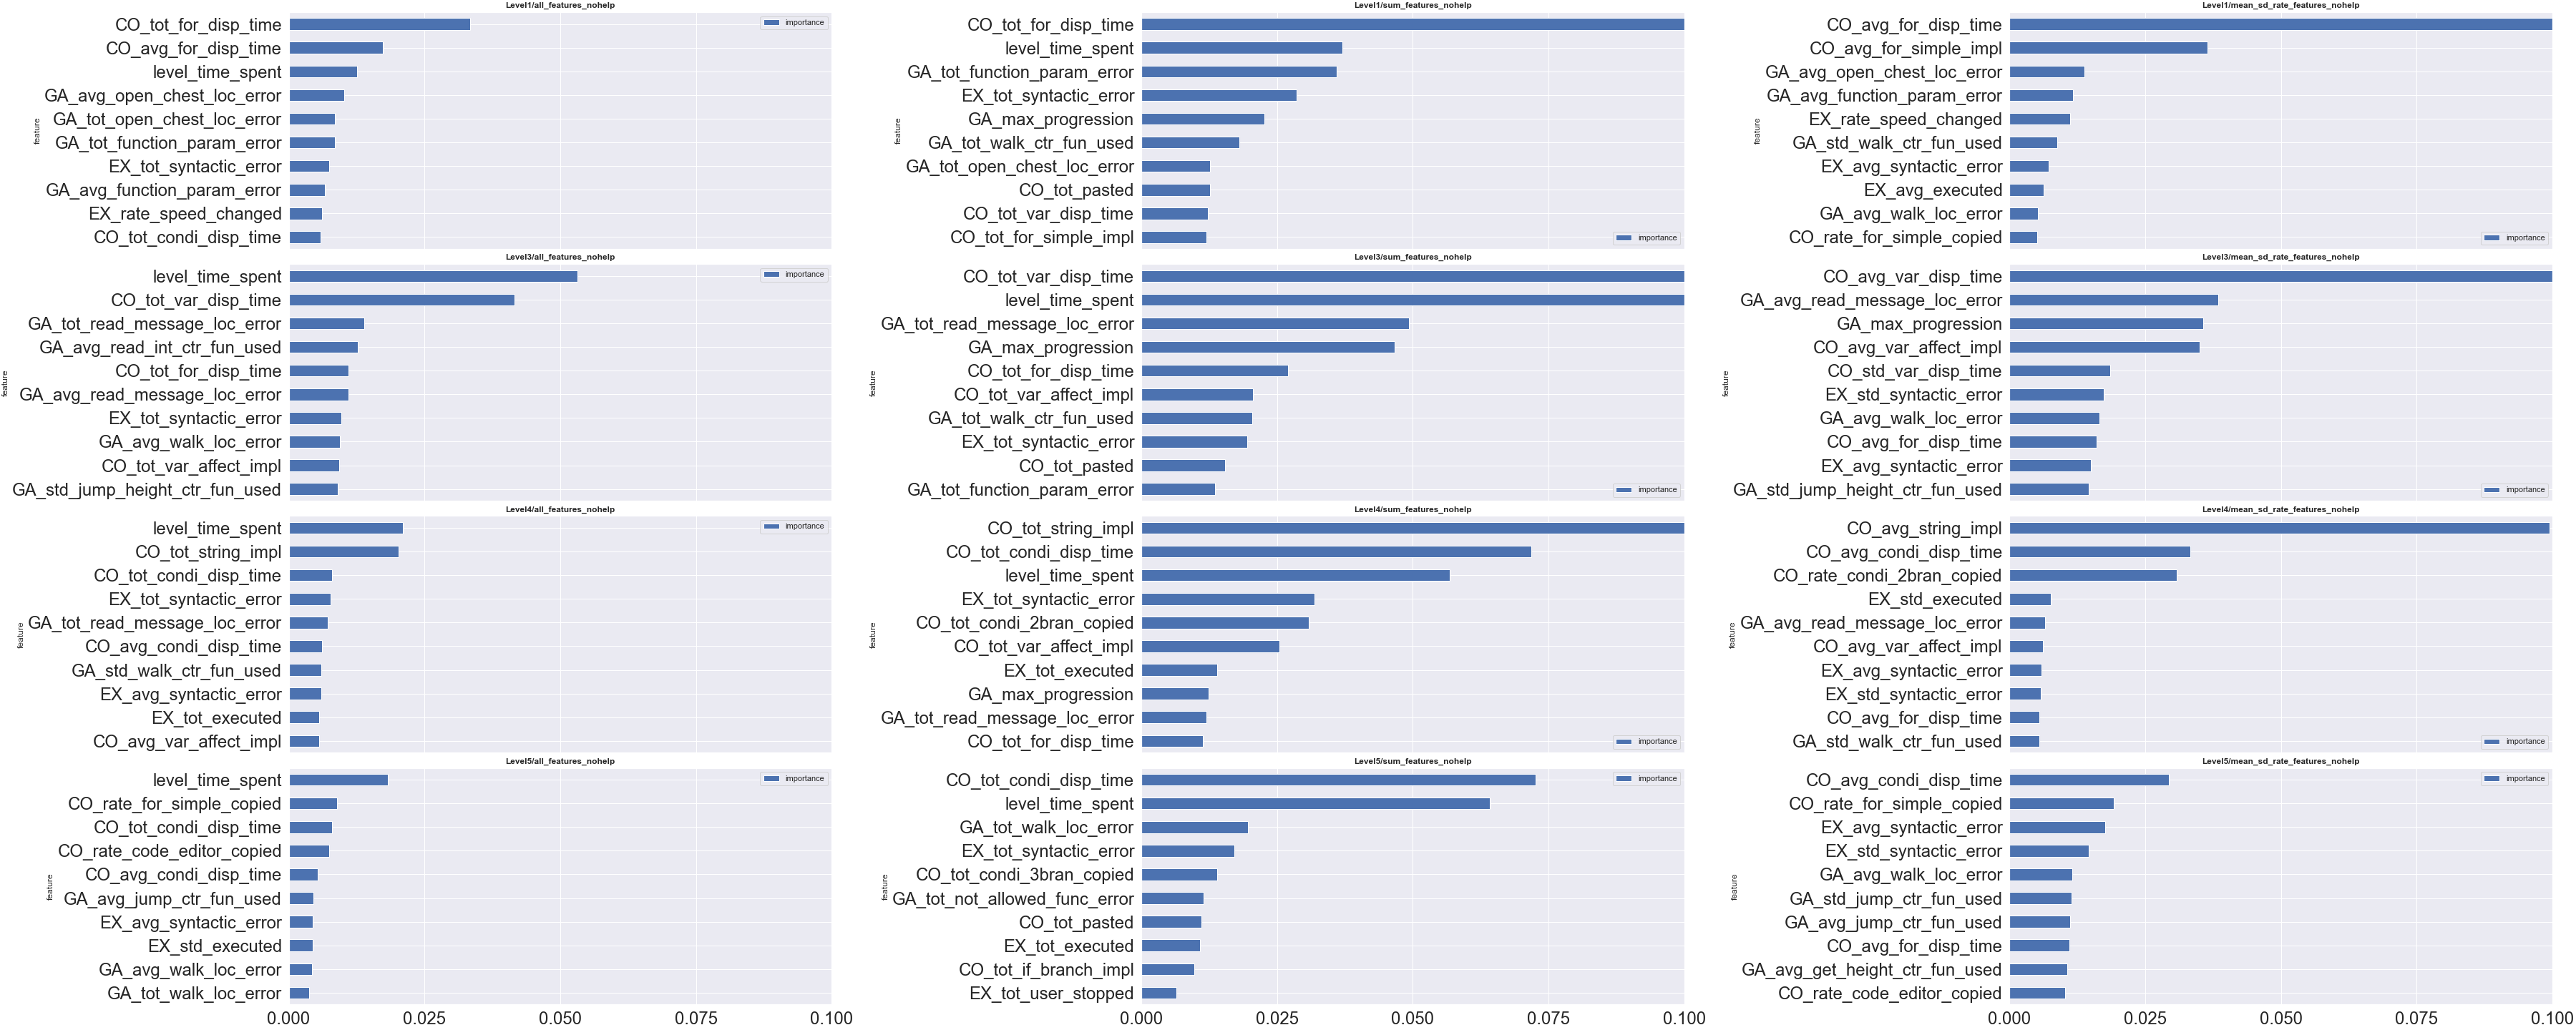 Level1/all_features_nohelp
CO_tot_for_disp_time
CO_avg_for_disp_time
level_time_spent
GA_avg_open_chest_loc_error
GA_tot_open_chest_loc_error
GA_tot_function_param_error
EX_tot_syntactic_error
GA_avg_function_param_error
EX_rate_speed_changed
CO_tot_condi_disp_time
feature
importance
Level1/sum_features_nohelp
CO_tot_for_disp_time
level_time_spent
GA_tot_function_param_error
EX_tot_syntactic_error
GA_max_progression
GA_tot_walk_ctr_fun_used
GA_tot_open_chest_loc_error
CO_tot_pasted
CO_tot_var_disp_time
CO_tot_for_simple_impl
feature
importance
Level1/mean_sd_rate_features_nohelp
CO_avg_for_disp_time
CO_avg_for_simple_impl
GA_avg_open_chest_loc_error
GA_avg_function_param_error
EX_rate_speed_changed
GA_std_walk_ctr_fun_used
EX_avg_syntactic_error
EX_avg_executed
GA_avg_walk_loc_error
CO_rate_for_simple_copied
feature
importance
Level3/all_features_nohelp
level_time_spent
CO_tot_var_disp_time
GA_tot_read_message_loc_error
GA_avg_read_int_ctr_fun_used
CO_tot_for_disp_time
GA_avg_read_message_loc_error
EX_tot_syntactic_error
GA_avg_walk_loc_error
CO_tot_var_affect_impl
GA_std_jump_height_ctr_fun_used
feature
importance
Level3/sum_features_nohelp
CO_tot_var_disp_time
level_time_spent
GA_tot_read_message_loc_error
GA_max_progression
CO_tot_for_disp_time
CO_tot_var_affect_impl
GA_tot_walk_ctr_fun_used
EX_tot_syntactic_error
CO_tot_pasted
GA_tot_function_param_error
feature
importance
Level3/mean_sd_rate_features_nohelp
CO_avg_var_disp_time
GA_avg_read_message_loc_error
GA_max_progression
CO_avg_var_affect_impl
CO_std_var_disp_time
EX_std_syntactic_error
GA_avg_walk_loc_error
CO_avg_for_disp_time
EX_avg_syntactic_error
GA_std_jump_height_ctr_fun_used
feature
importance
Level4/all_features_nohelp
level_time_spent
CO_tot_string_impl
CO_tot_condi_disp_time
EX_tot_syntactic_error
GA_tot_read_message_loc_error
CO_avg_condi_disp_time
GA_std_walk_ctr_fun_used
EX_avg_syntactic_error
EX_tot_executed
CO_avg_var_affect_impl
feature
importance
Level4/sum_features_nohelp
CO_tot_string_impl
CO_tot_condi_disp_time
level_time_spent
EX_tot_syntactic_error
CO_tot_condi_2bran_copied
CO_tot_var_affect_impl
EX_tot_executed
GA_max_progression
GA_tot_read_message_loc_error
CO_tot_for_disp_time
feature
importance
Level4/mean_sd_rate_features_nohelp
CO_avg_string_impl
CO_avg_condi_disp_time
CO_rate_condi_2bran_copied
EX_std_executed
GA_avg_read_message_loc_error
CO_avg_var_affect_impl
EX_avg_syntactic_error
EX_std_syntactic_error
CO_avg_for_disp_time
GA_std_walk_ctr_fun_used
feature
importance
Level5/all_features_nohelp
level_time_spent
CO_rate_for_simple_copied
CO_tot_condi_disp_time
CO_rate_code_editor_copied
CO_avg_condi_disp_time
GA_avg_jump_ctr_fun_used
EX_avg_syntactic_error
EX_std_executed
GA_avg_walk_loc_error
GA_tot_walk_loc_error
feature
importance
0.000 0.025 0.050 0.075 0.100
Level5/sum_features_nohelp
CO_tot_condi_disp_time
level_time_spent
GA_tot_walk_loc_error
EX_tot_syntactic_error
CO_tot_condi_3bran_copied
GA_tot_not_allowed_func_error
CO_tot_pasted
EX_tot_executed
CO_tot_if_branch_impl
EX_tot_user_stopped
feature
importance
0.000 0.025 0.050 0.075 0.100
Level5/mean_sd_rate_features_nohelp
CO_avg_condi_disp_time
CO_rate_for_simple_copied
EX_avg_syntactic_error
EX_std_syntactic_error
GA_avg_walk_loc_error
GA_std_jump_ctr_fun_used
GA_avg_jump_ctr_fun_used
CO_avg_for_disp_time
GA_avg_get_height_ctr_fun_used
CO_rate_code_editor_copied
feature
importance
0.000 0.025 0.050 0.075 0.100